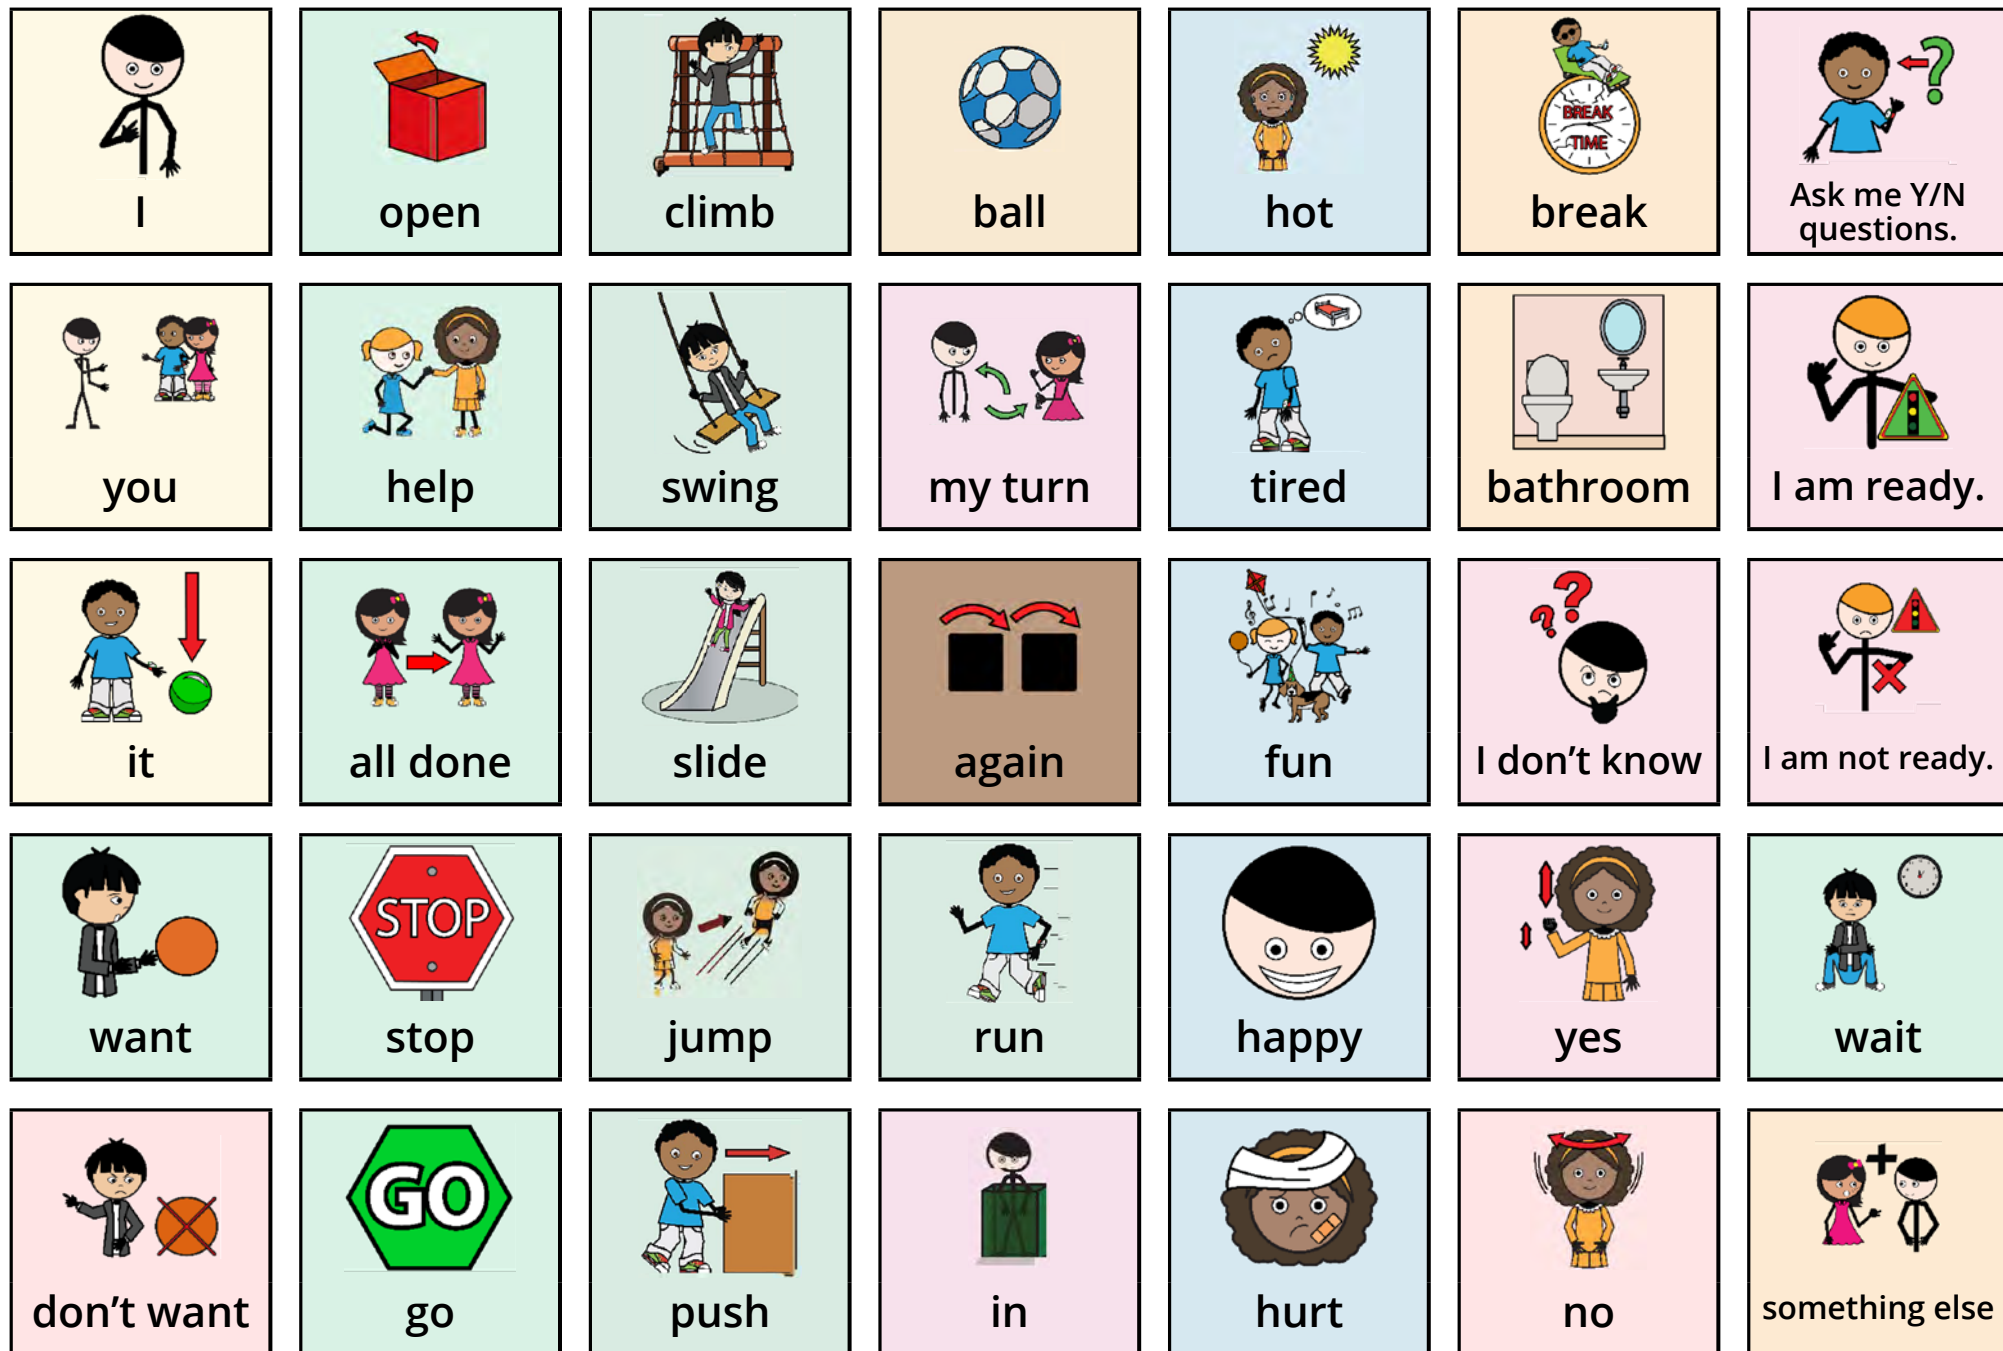 BREAK
TIME
I
open
climb
ball
hot
break
Ask me Y/N
questions.
you
help
swing
my turn
tired
bathroom
I am ready.
it
all done
slide
again
fun
I don’t know
I am not ready.
STOP
want
stop
jump
run
happy
yes
wait
GO
don’t want
go
push
in
hurt
no
something else